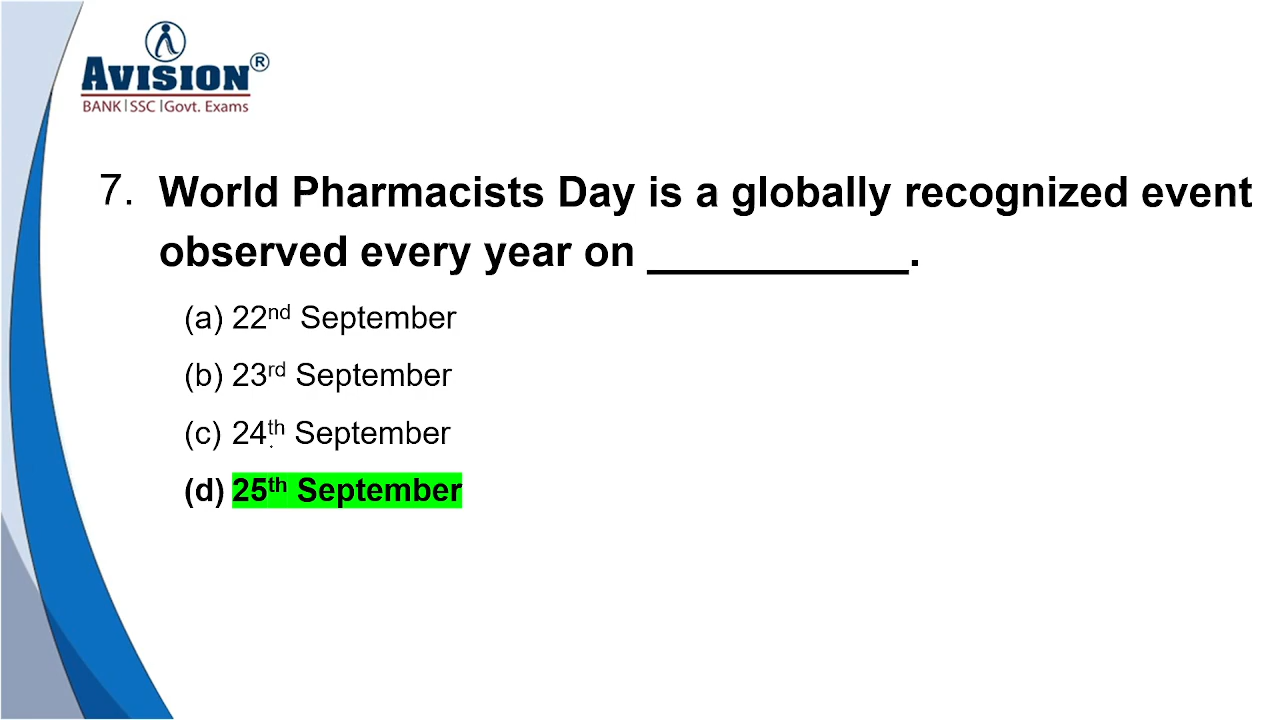 AVISION®
BANK|SSC|Govt. Exams
7. World Pharmacists Day is a globally recognized event
observed every year on ___________.
(a) 22nd September
(b) 23rd September
(c) 24th September
(d) 25th September